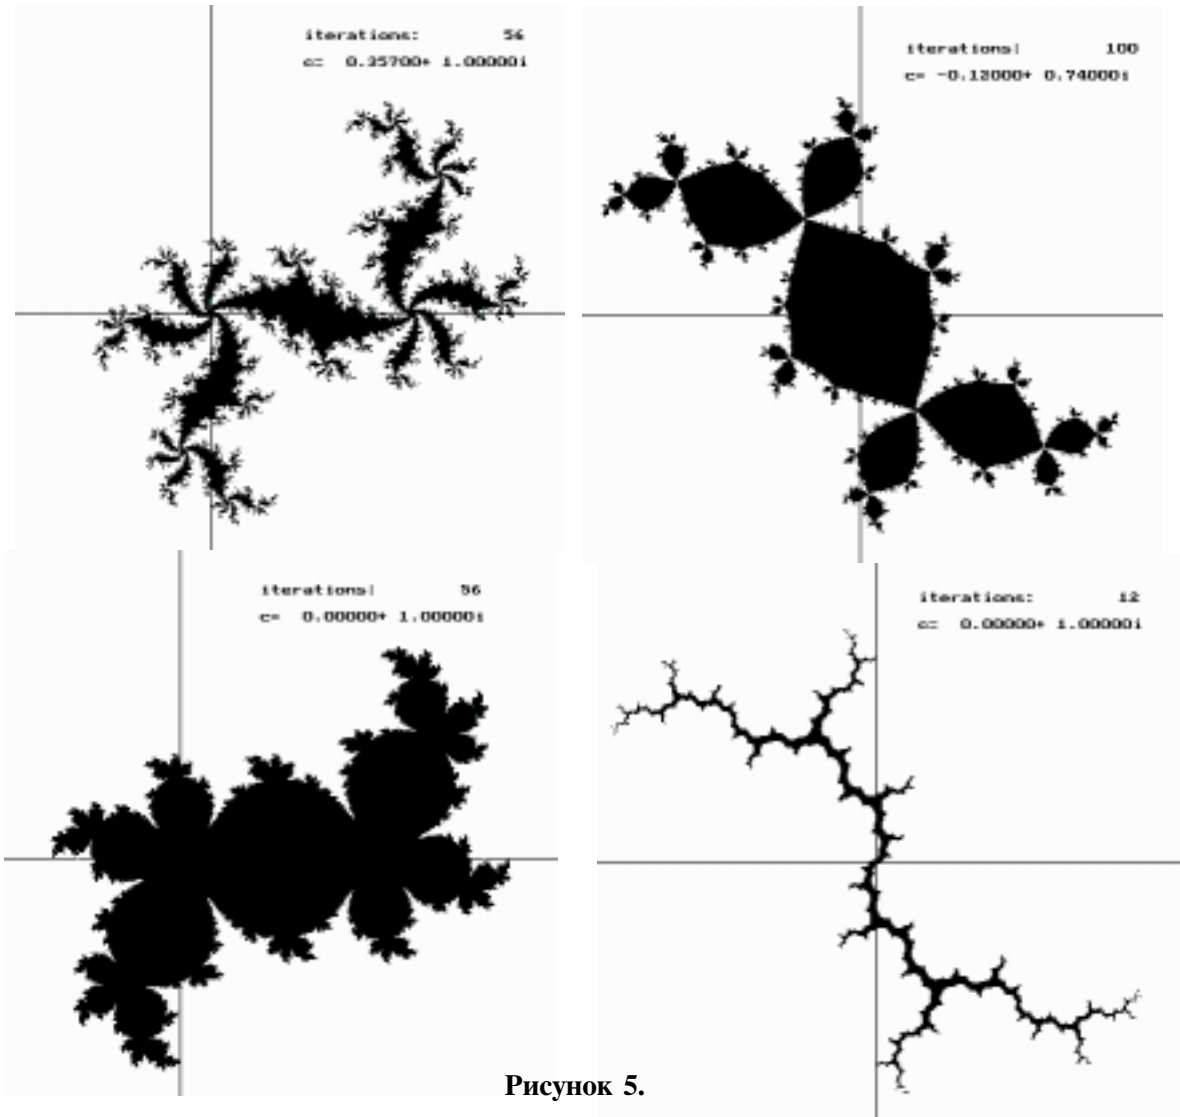 iterations: 56
c= 0.35700+ 1.00000i
iterations: 100
c= -0.12000+ 0.74000i
iterations: 56
c= 0.00000+ 1.00000i
iterations: 12
c= 0.00000+ 1.00000i
Рисунок 5.